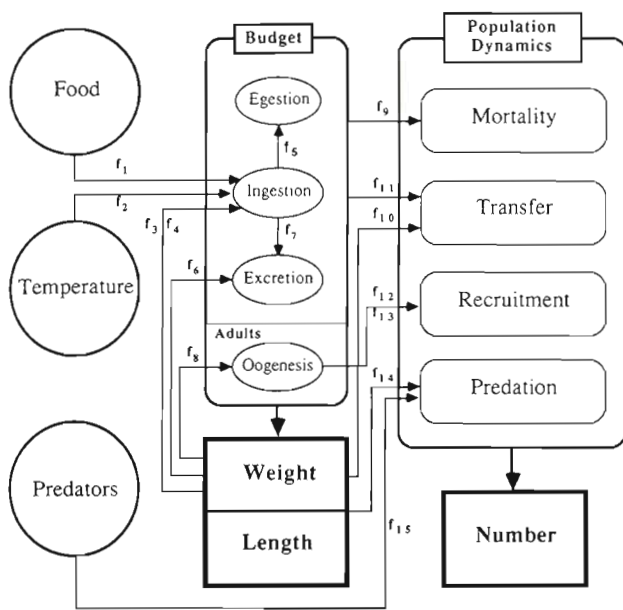 Budget
Population
Dynamics
Food
Egestion
f9
Mortality
f5
f1
Ingestion
f11
f2
f10
Transfer
f3
f4
f7
Temperature
f6
Excretion
f12
Recruitment
f13
Adults
f8
Oogenesis
f14
Predation
Weight
Predators
Length
f15
Number